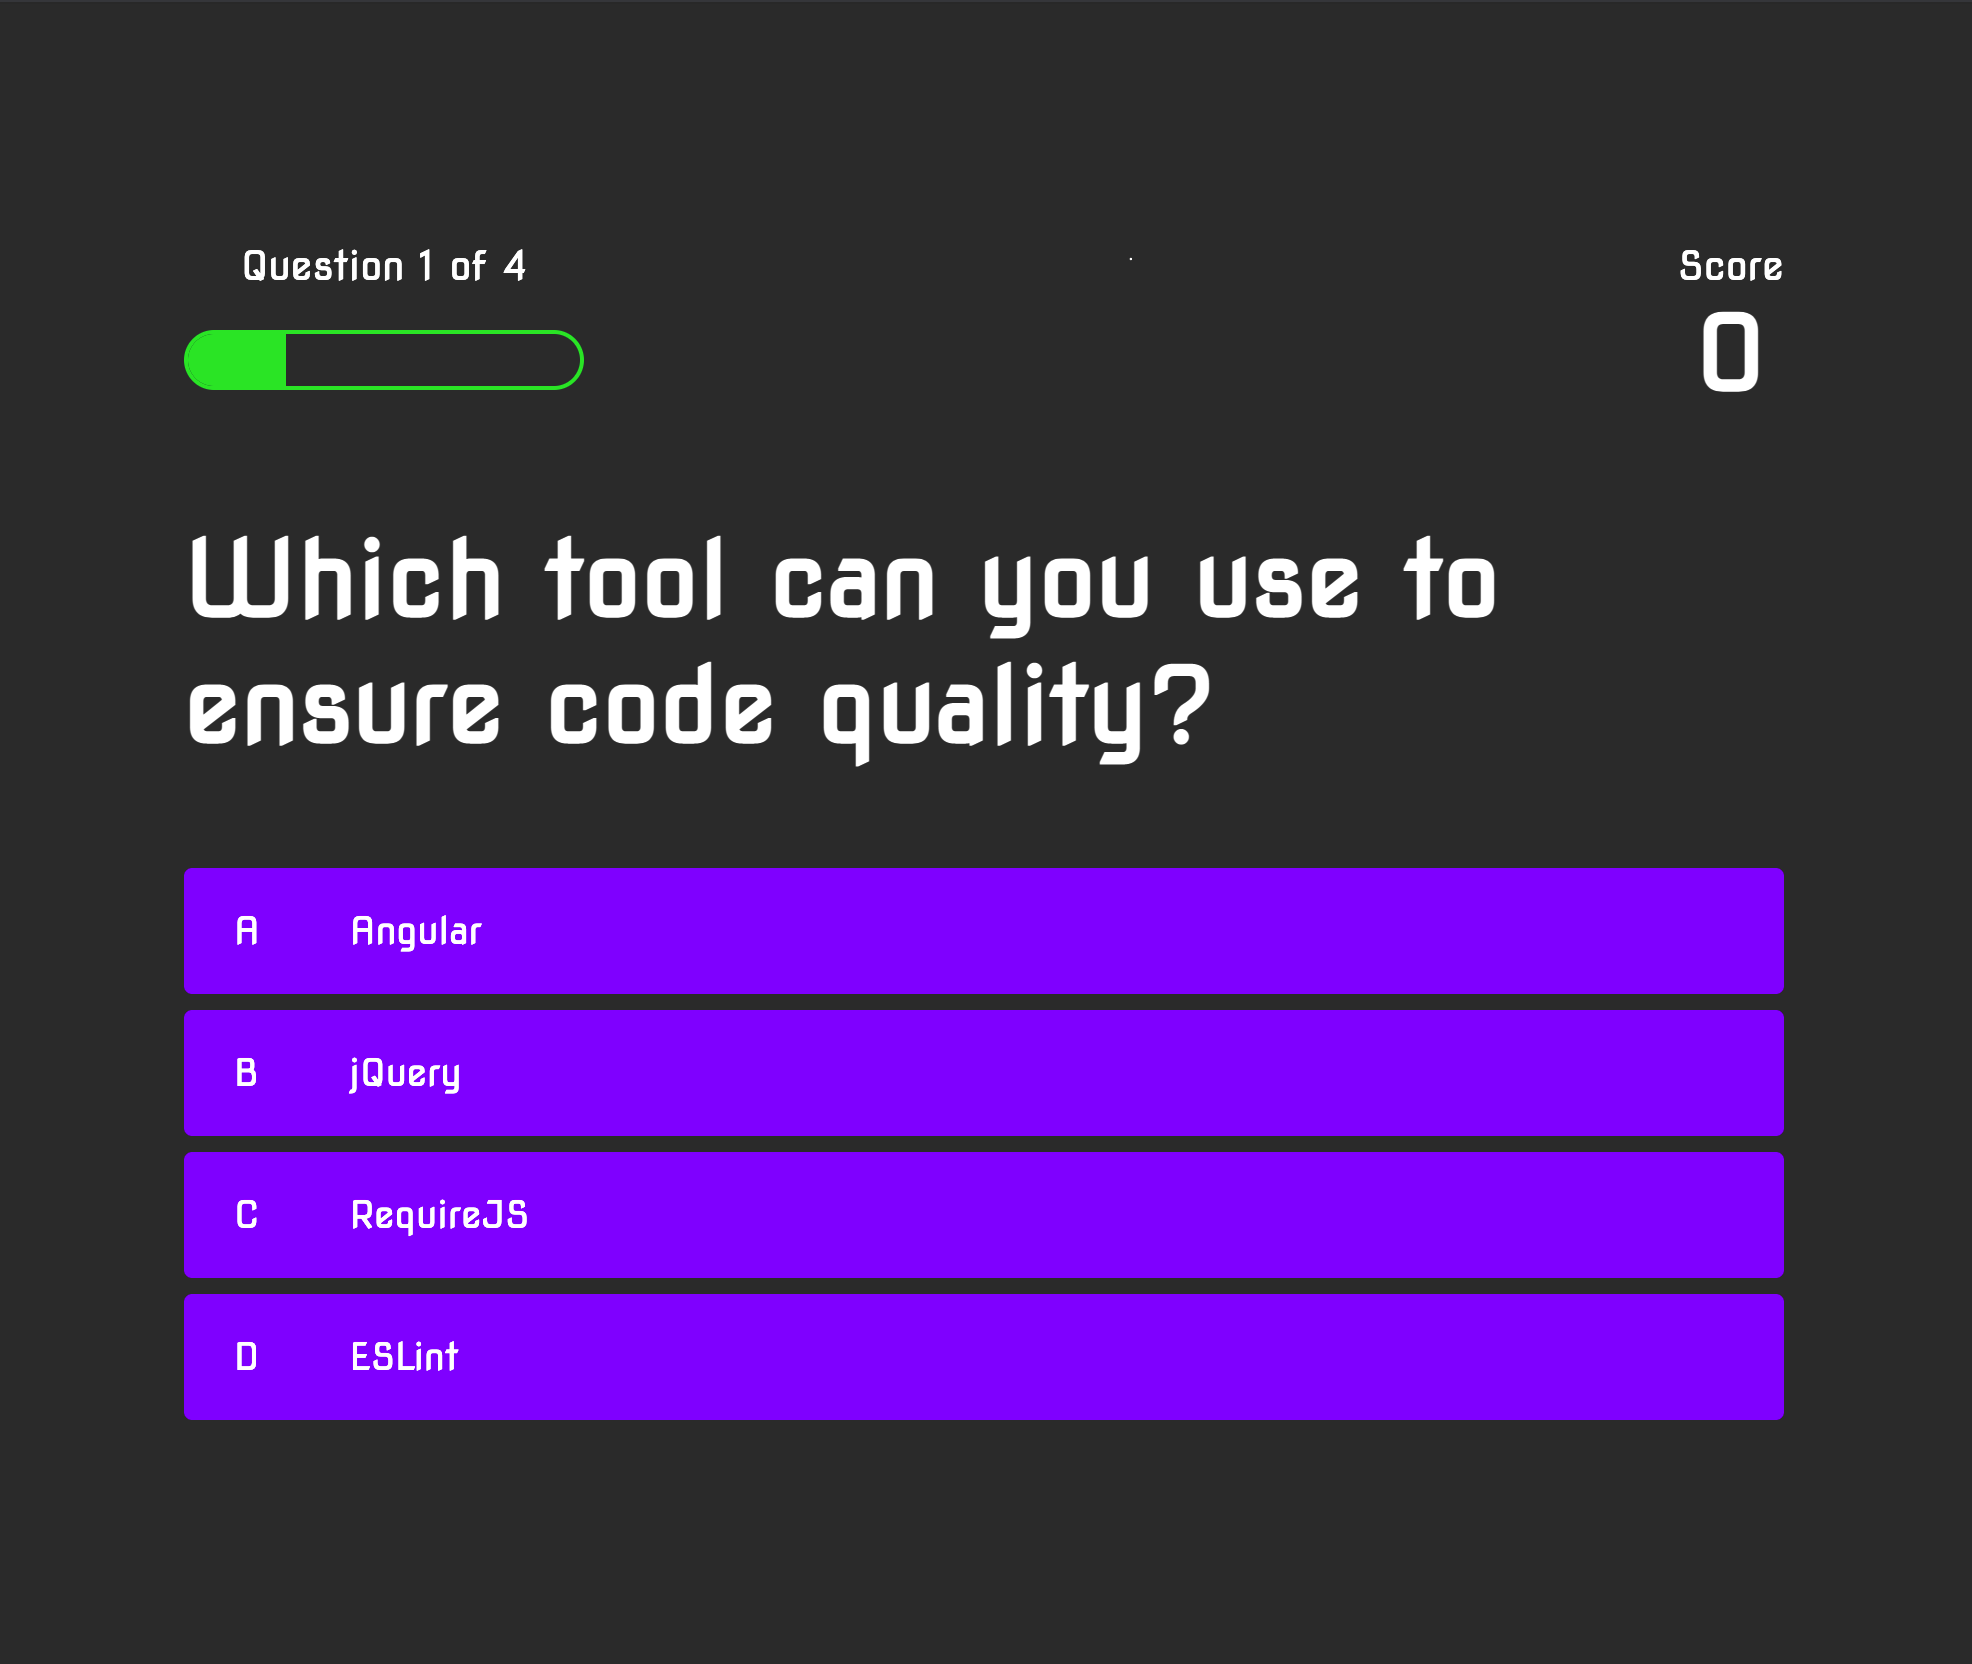 Question 1 of 4
Score
0
Which tool can you use to
ensure code quality?
A Angular
B jQuery
C RequireJS
D ESLint